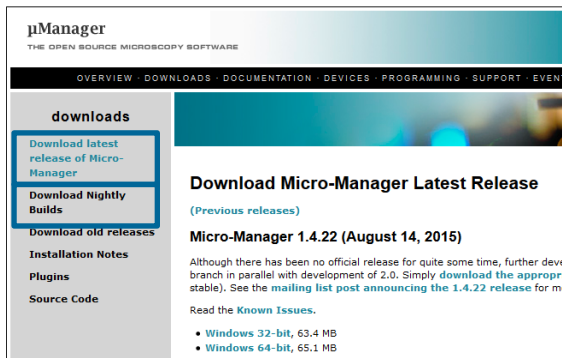 µManager
THE OPEN SOURCE MICROSCOPY SOFTWARE
OVERVIEW · DOWNLOADS · DOCUMENTATION · DEVICES · PROGRAMMING · SUPPORT ·
downloads
Download latest
release of Micro-
Manager
Download Nightly
Builds
Download old releases
Installation Notes
Plugins
Source Code
Download Micro-Manager Latest Release
(Previous releases)
Micro-Manager 1.4.22 (August 14, 2015)
Although there has been no official release for quite some time, further
branch in parallel with development of 2.0. Simply download the
stable). See the mailing list post announcing the 1.4.22 release for
Read the Known Issues.
• Windows 32-bit, 63.4 MB
• Windows 64-bit, 65.1 MB